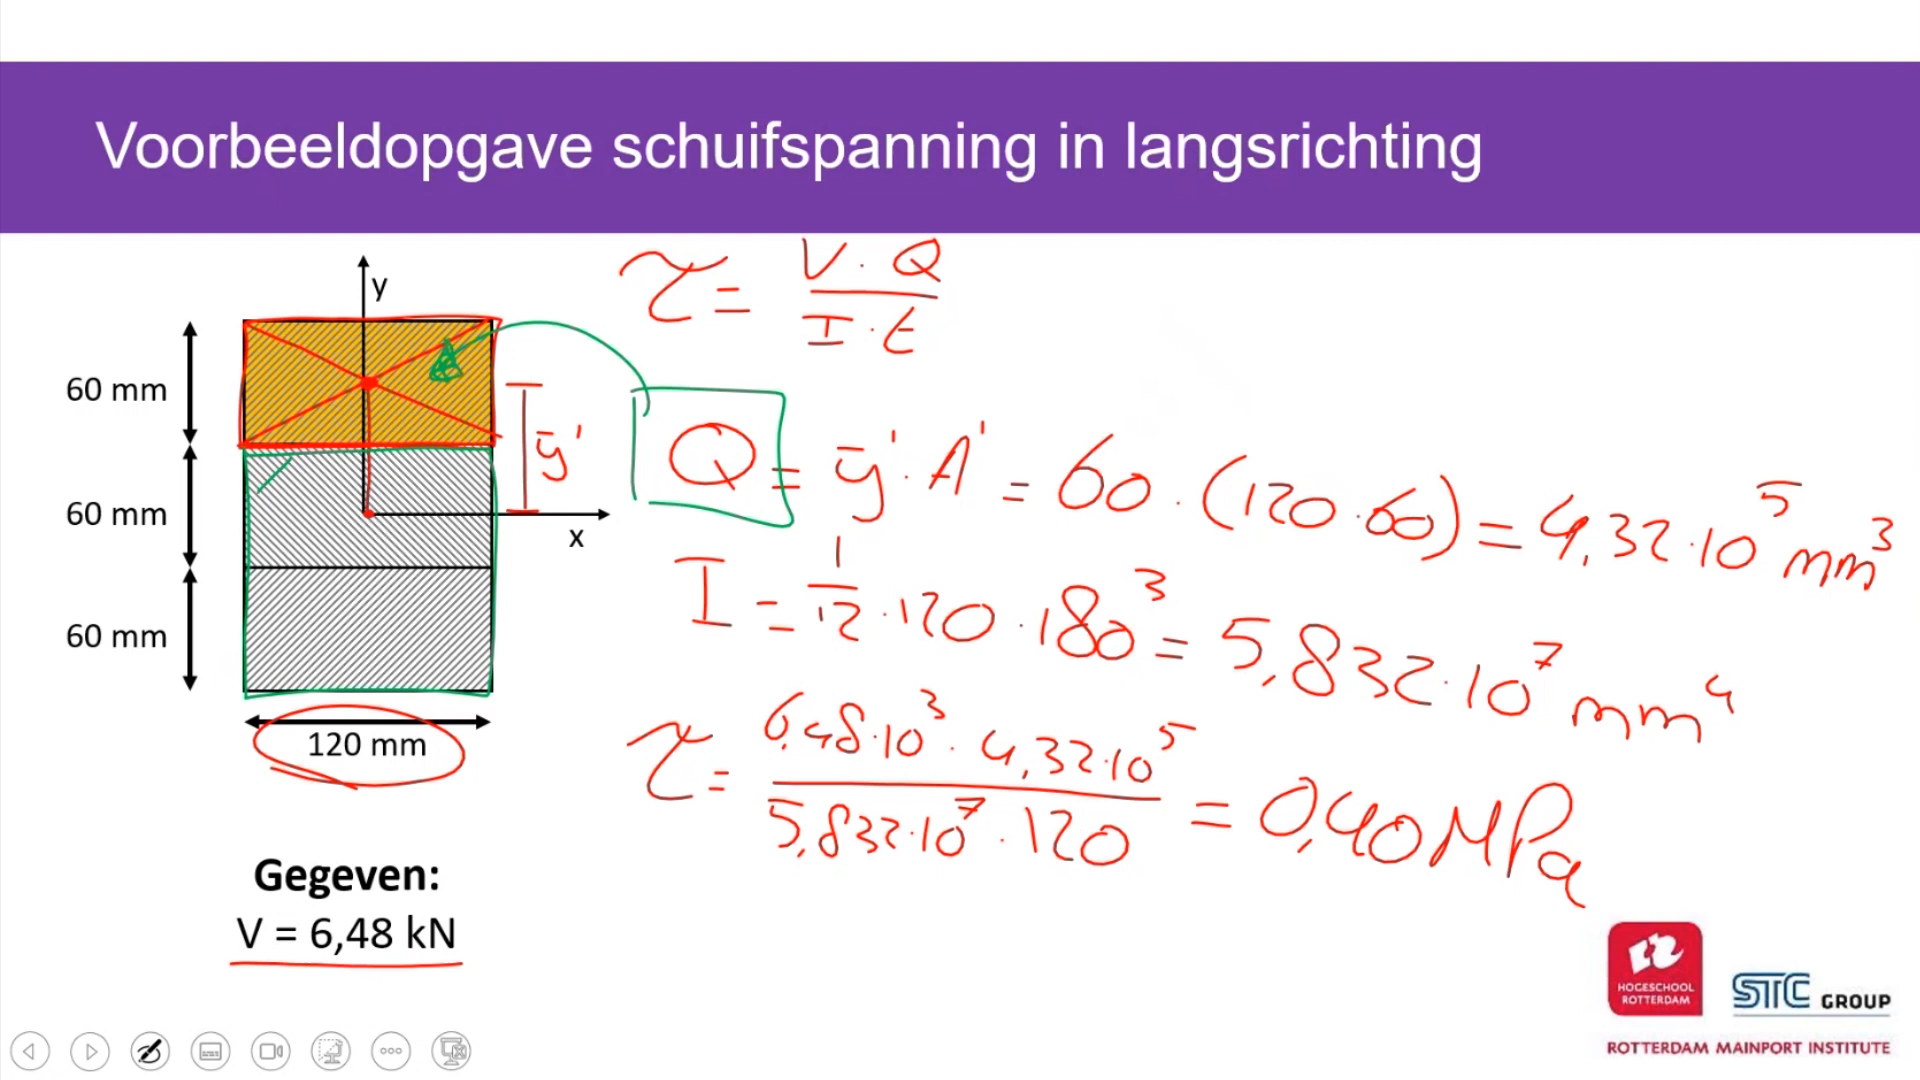 Voorbeeldopgave schuifspanning in langsrichting
y
60 mm
60 mm
60 mm
x
120 mm
ȳ'
Gegeven:
V = 6,48 kN
τ = V · Q / I · t
Q = ȳ' · A' = 60 · (120 · 60) = 4,32 · 10⁵ mm³
I = 1/12 · 120 · 180³ = 5,832 · 10⁷ mm⁴
τ = 6,48 · 10³ · 4,32 · 10⁵ / 5,832 · 10⁷ · 120 = 0,40 MPa
HOGESCHOOL
ROTTERDAM
STC GROUP
ROTTERDAM MAINPORT INSTITUTE